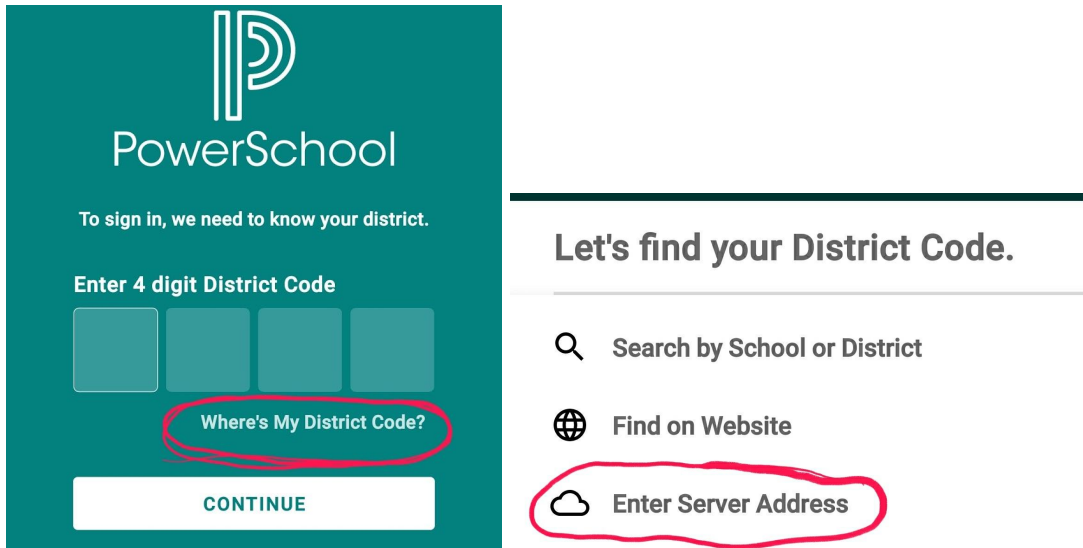 PowerSchool
To sign in, we need to know your district.
Enter 4 digit District Code
Where's My District Code?
CONTINUE
Let's find your District Code.
Search by School or District
Find on Website
Enter Server Address